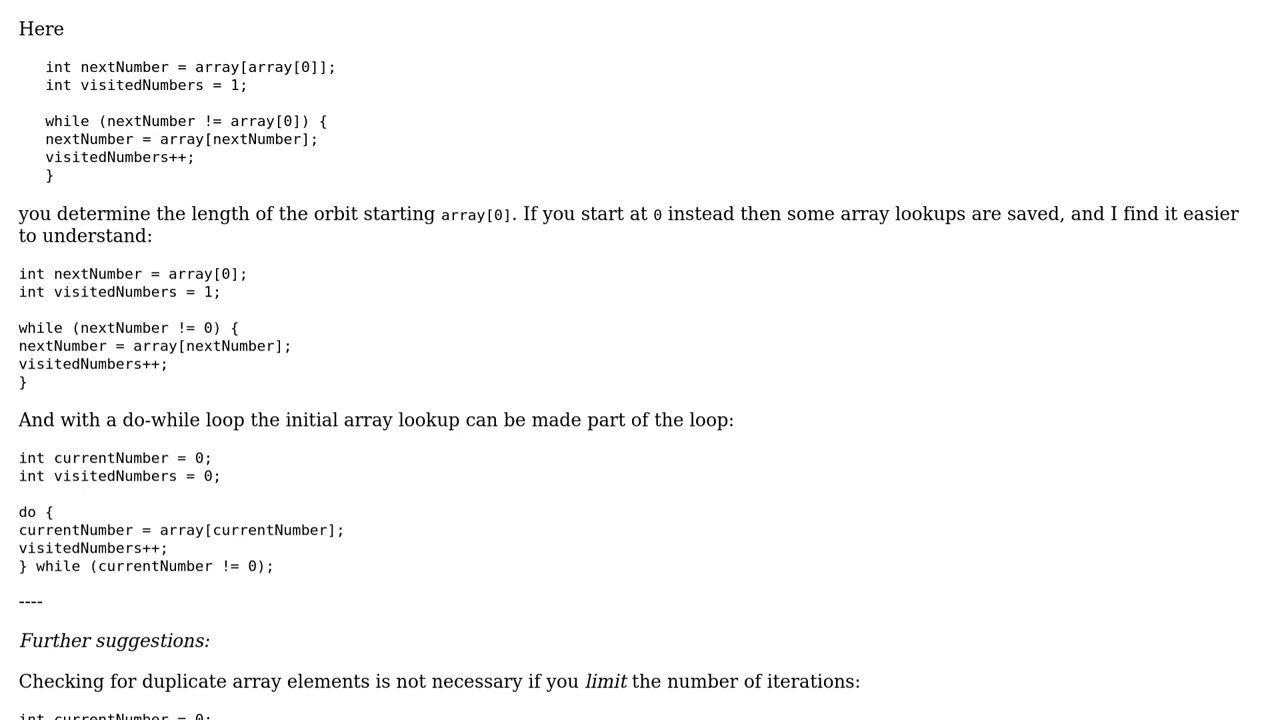 Here
int nextNumber = array[array[0]];
int visitedNumbers = 1;
while (nextNumber != array[0]) {
nextNumber = array[nextNumber];
visitedNumbers++;
}
you determine the length of the orbit starting array[0]. If you start at 0 instead then some array lookups are saved, and I find it easier
to understand:
int nextNumber = array[0];
int visitedNumbers = 1;
while (nextNumber != 0) {
nextNumber = array[nextNumber];
visitedNumbers++;
}
And with a do-while loop the initial array lookup can be made part of the loop:
int currentNumber = 0;
int visitedNumbers = 0;
do {
currentNumber = array[currentNumber];
visitedNumbers++;
} while (currentNumber != 0);
----
Further suggestions:
Checking for duplicate array elements is not necessary if you limit the number of iterations:
int currentNumber = 0;